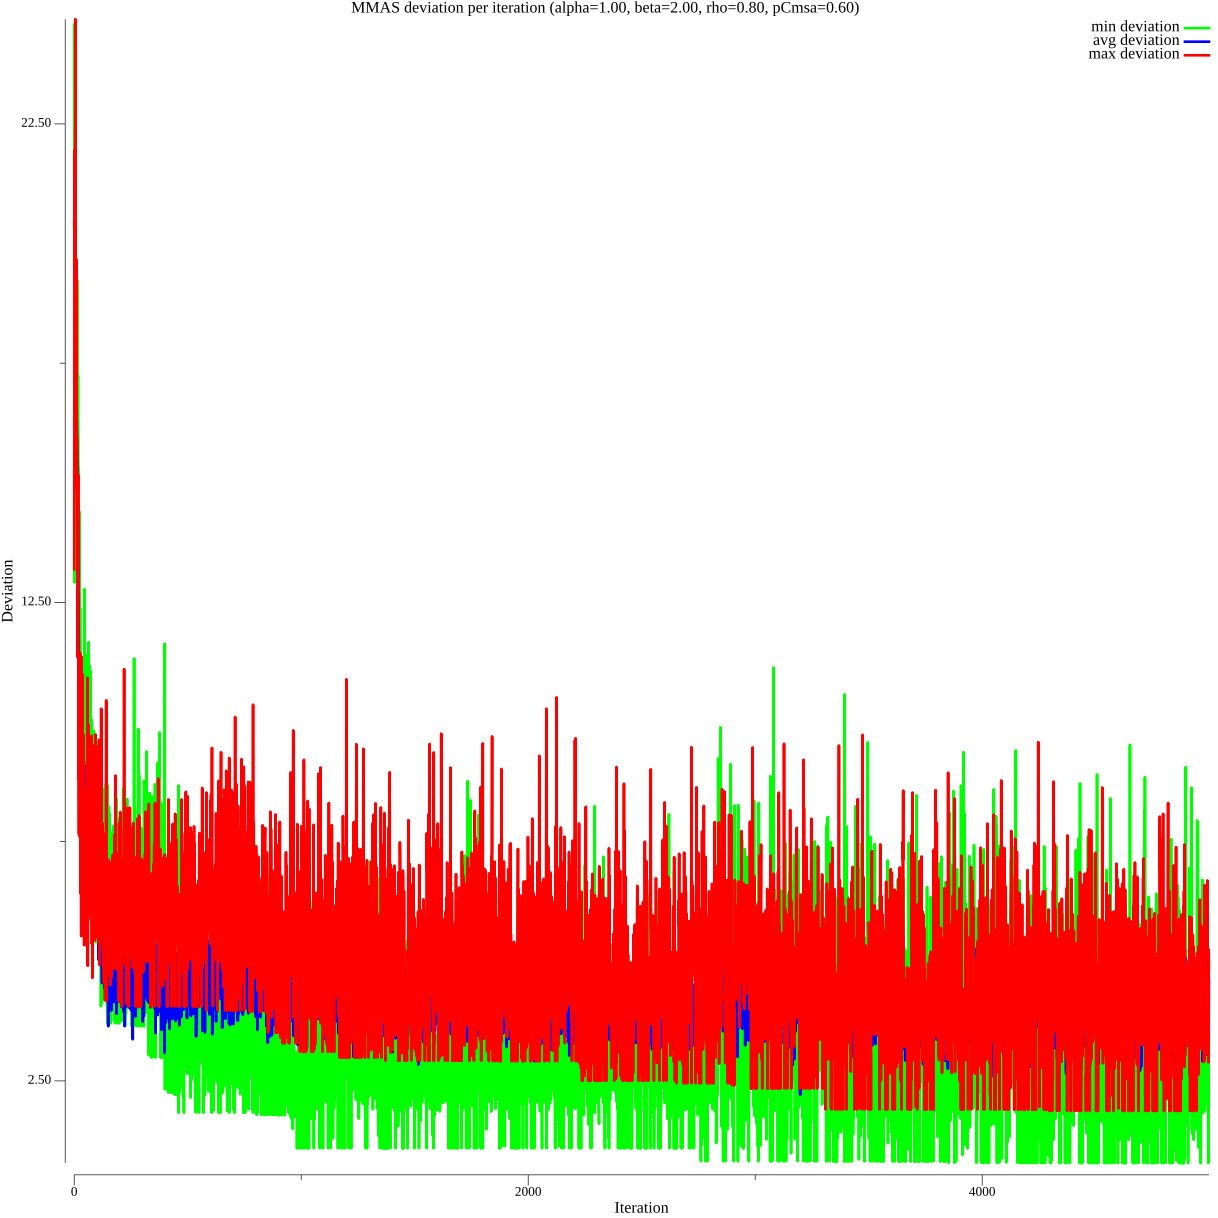 MMAS deviation per iteration (alpha=1.00, beta=2.00, rho=0.80, pCmsa=0.60)
min deviation
avg deviation
max deviation
22.50
12.50
2.50
Deviation
0
2000
4000
Iteration